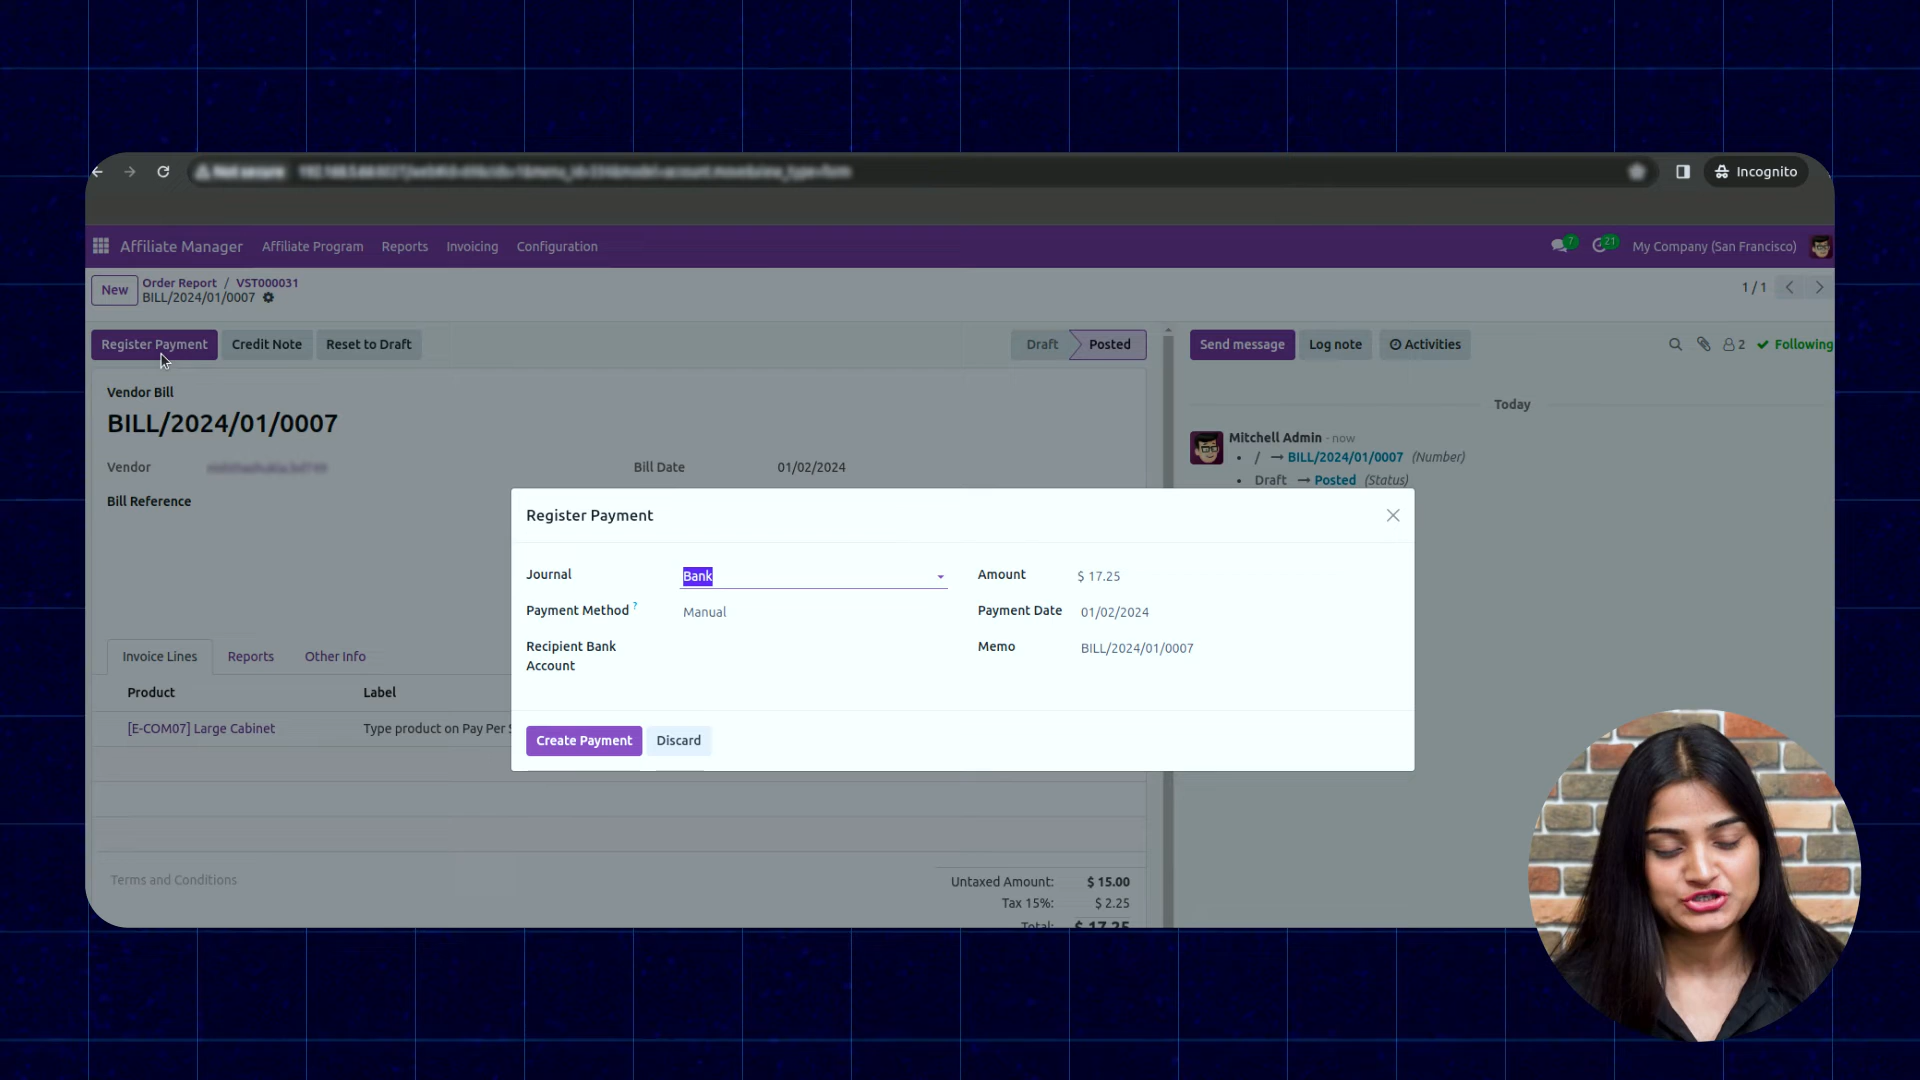 Incognito
Affiliate Manager Affiliate Program Reports Invoicing Configuration 7 21 My Company (San Francisco)
New Order Report / VST000031 1 / 1
BILL/2024/01/0007
Register Payment Credit Note Reset to Draft Draft Posted Send message Log note Activities 2 Following
Vendor Bill
BILL/2024/01/0007
Vendor Bill Date 01/02/2024
Bill Reference
Today
Mitchell Admin - now
• / → BILL/2024/01/0007 (Number)
• Draft → Posted (Status)
Register Payment
Journal Bank Amount $ 17.25
Payment Method ? Manual Payment Date 01/02/2024
Recipient Bank Account Memo BILL/2024/01/0007
Create Payment Discard
Invoice Lines Reports Other Info
Product Label
[E-COM07] Large Cabinet Type product on Pay Per
Terms and Conditions
Untaxed Amount: $ 15.00
Tax 15%: $ 2.25
Total: $ 17.25